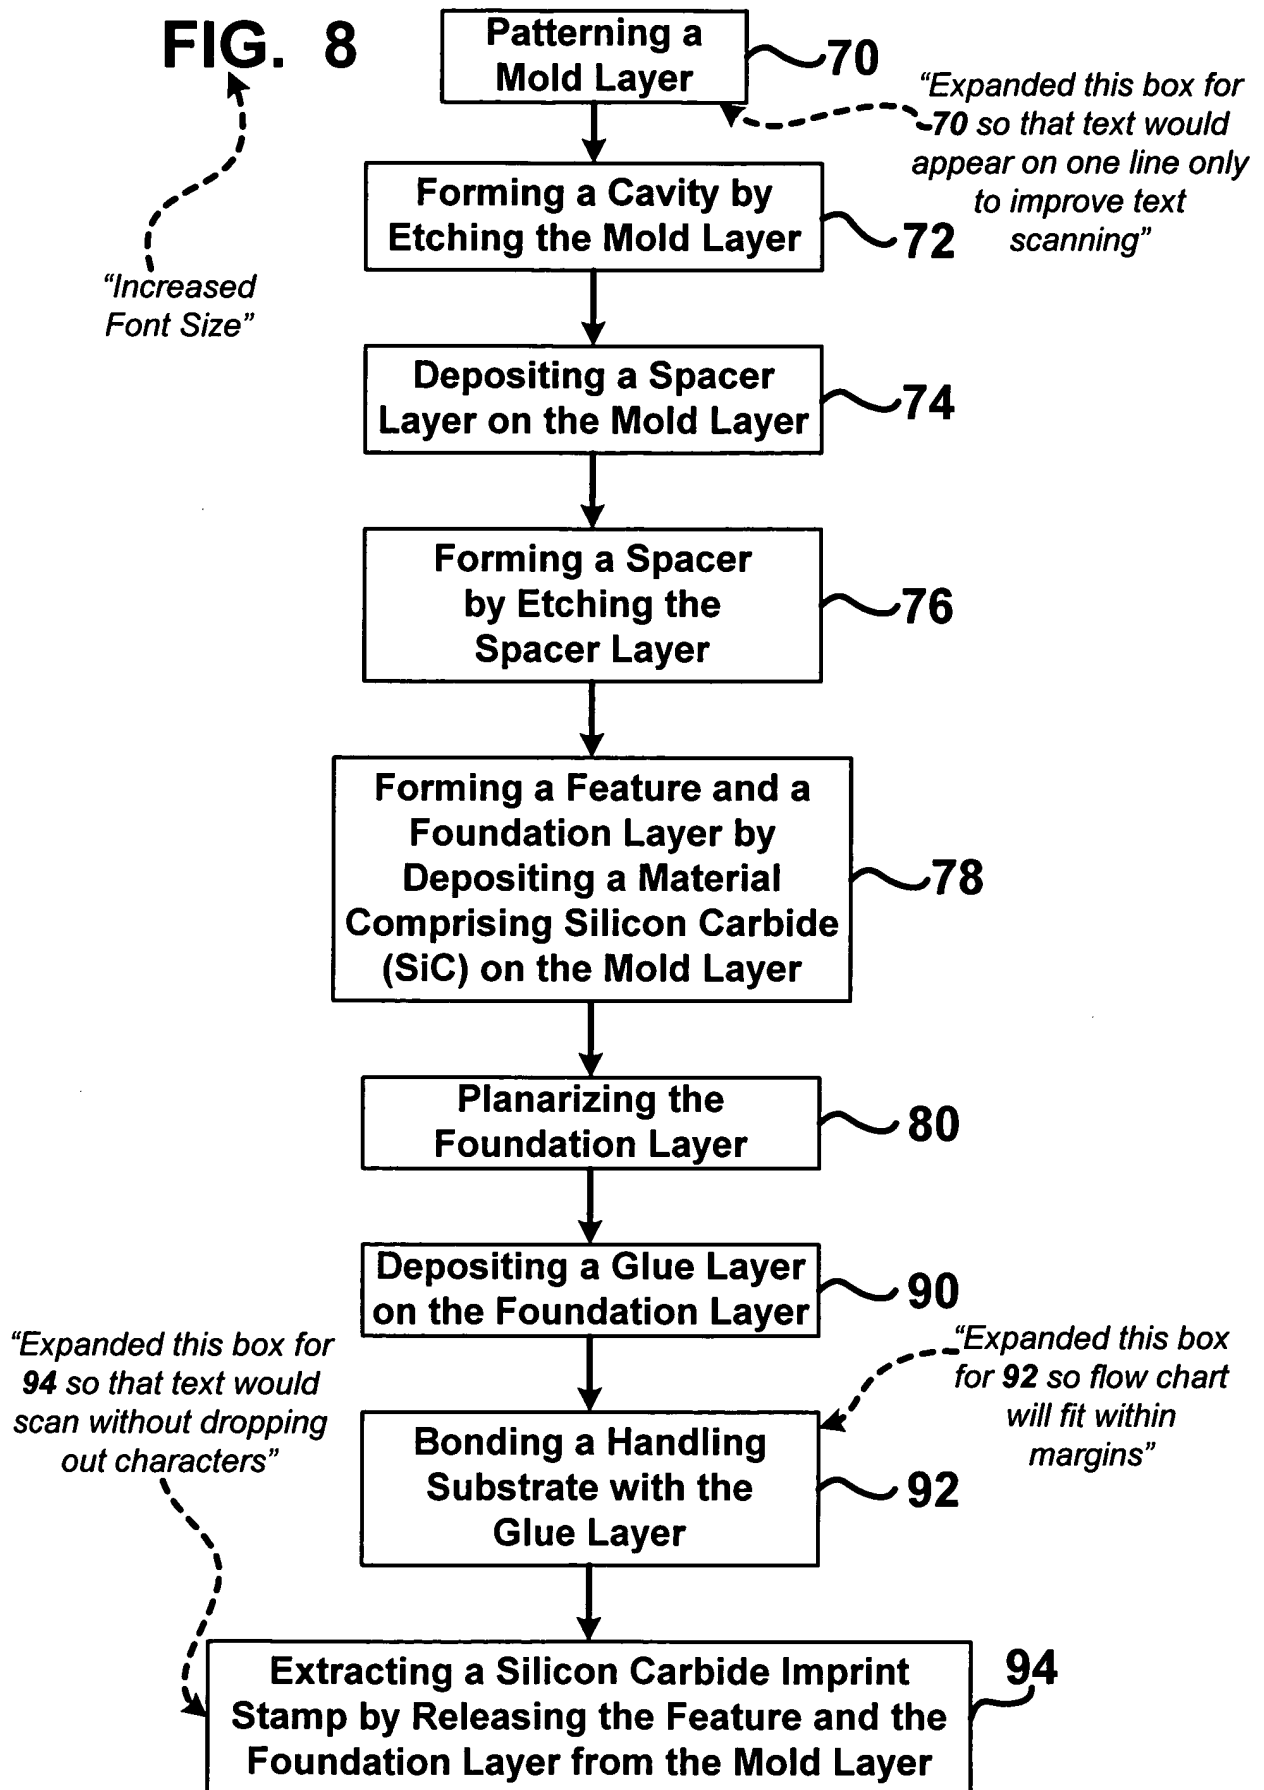 FIG. 8
Patterning a
Mold Layer
70
“Expanded this box for
70 so that text would
appear on one line only
to improve text
scanning”
“Increased
Font Size”
Forming a Cavity by
Etching the Mold Layer
72
Depositing a Spacer
Layer on the Mold Layer
74
Forming a Spacer
by Etching the
Spacer Layer
76
Forming a Feature and a
Foundation Layer by
Depositing a Material
Comprising Silicon Carbide
(SiC) on the Mold Layer
78
Planarizing the
Foundation Layer
80
Depositing a Glue Layer
on the Foundation Layer
90
“Expanded this box for
94 so that text would
scan without dropping
out characters”
“Expanded this box
for 92 so flow chart
will fit within
margins”
Bonding a Handling
Substrate with the
Glue Layer
92
Extracting a Silicon Carbide Imprint
Stamp by Releasing the Feature and the
Foundation Layer from the Mold Layer
94